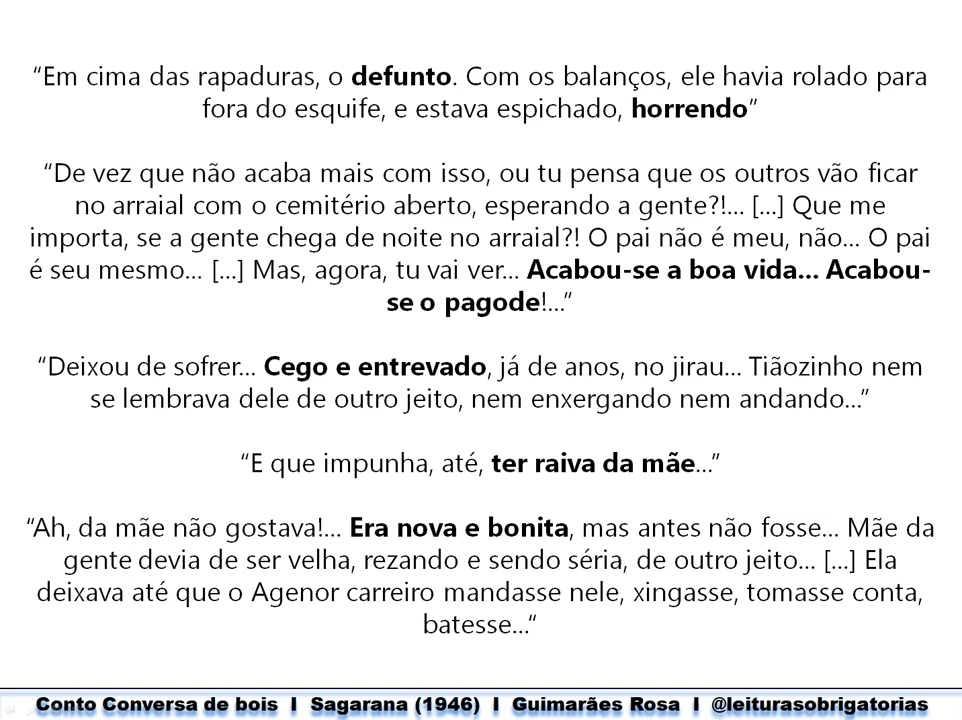 “Em cima das rapaduras, o defunto. Com os balanços, ele havia rolado para
fora do esquife, e estava espichado, horrendo”
“De vez que não acaba mais com isso, ou tu pensa que os outros vão ficar
no arraial com o cemitério aberto, esperando a gente?!... [...] Que me
importa, se a gente chega de noite no arraial?! O pai não é meu, não... O pai
é seu mesmo... [...] Mas, agora, tu vai ver... Acabou-se a boa vida... Acabou-
se o pagode!...”
“Deixou de sofrer... Cego e entrevado, já de anos, no jirau... Tiãozinho nem
se lembrava dele de outro jeito, nem enxergando nem andando...”
“E que impunha, até, ter raiva da mãe...”
“Ah, da mãe não gostava!... Era nova e bonita, mas antes não fosse... Mãe da
gente devia de ser velha, rezando e sendo séria, de outro jeito... [...] Ela
deixava até que o Agenor carreiro mandasse nele, xingasse, tomasse conta,
batesse...“
Conto Conversa de bois I Sagarana (1946) I Guimarães Rosa I @leiturasobrigatorias